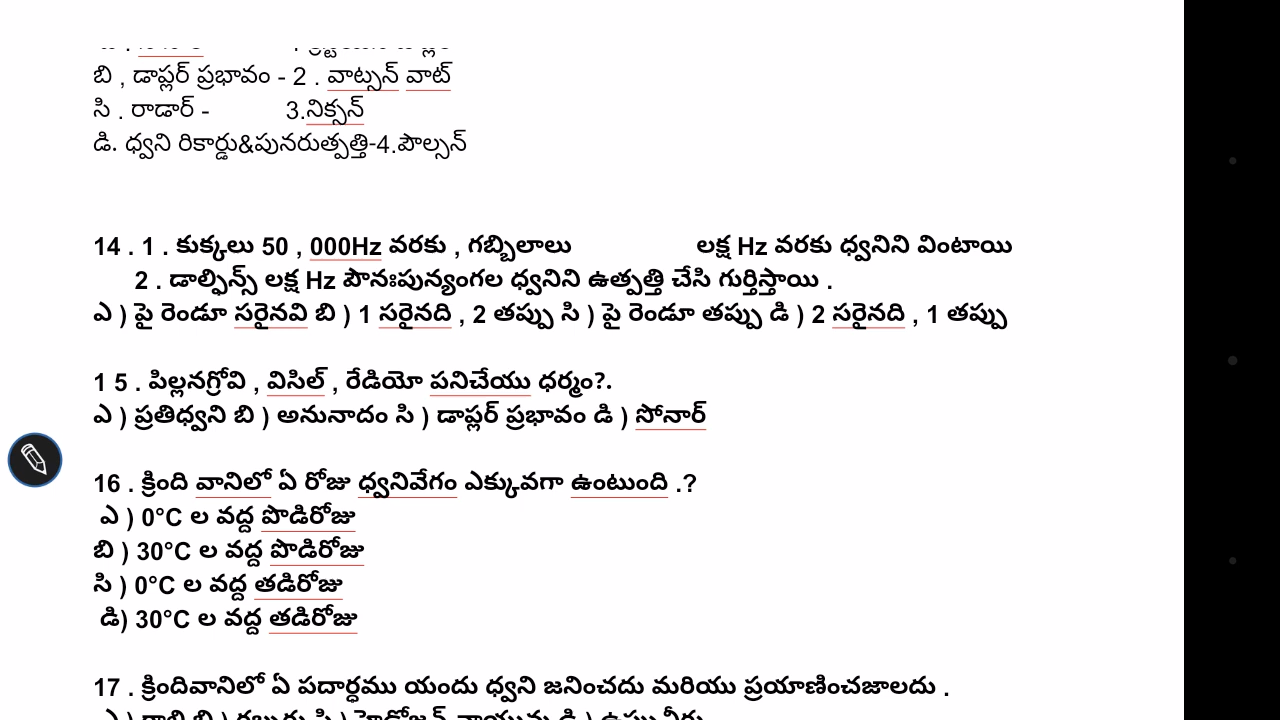 బి , డాప్లర్ ప్రభావం - 2 . వాట్సన్ వాట్
సి . రాడార్ - 3.నిక్సన్
డి. ధ్వని రికార్డు&పునరుత్పత్తి-4.పౌల్సన్
14 . 1 . కుక్కలు 50 , 000Hz వరకు , గబ్బిలాలు లక్ష Hz వరకు ధ్వనిని వింటాయి
2 . డాల్ఫిన్స్ లక్ష Hz పౌనఃపున్యంగల ధ్వనిని ఉత్పత్తి చేసి గుర్తిస్తాయి .
ఎ ) పై రెండూ సరైనవి బి ) 1 సరైనది , 2 తప్పు సి ) పై రెండూ తప్పు డి ) 2 సరైనది , 1 తప్పు
1 5 . పిల్లనగ్రోవి , విసిల్ , రేడియో పనిచేయు ధర్మం?.
ఎ ) ప్రతిధ్వని బి ) అనునాదం సి ) డాప్లర్ ప్రభావం డి ) సోనార్
16 . క్రింది వానిలో ఏ రోజు ధ్వనివేగం ఎక్కువగా ఉంటుంది .?
ఎ ) 0°C ల వద్ద పొడిరోజు
బి ) 30°C ల వద్ద పొడిరోజు
సి ) 0°C ల వద్ద తడిరోజు
డి) 30°C ల వద్ద తడిరోజు
17 . క్రిందివానిలో ఏ పదార్ధము యందు ధ్వని జనించదు మరియు ప్రయాణించజాలదు .